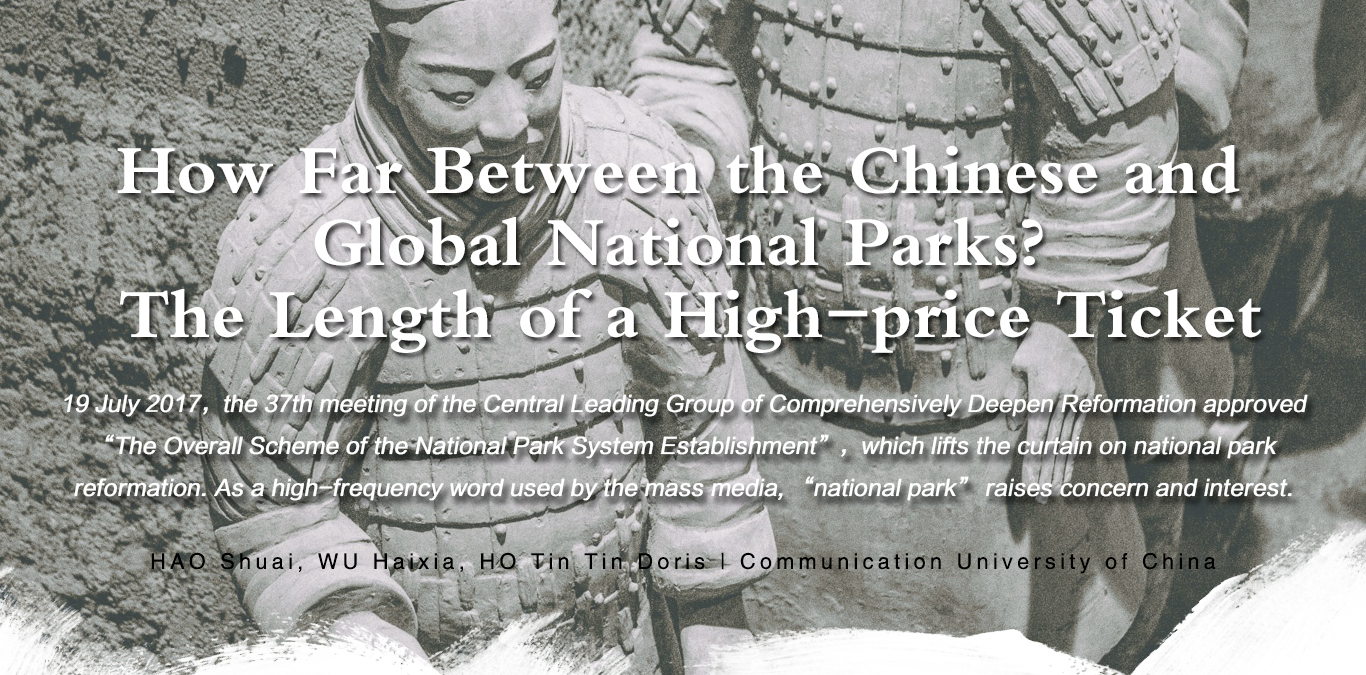 How Far Between the Chinese and
Global National Parks?
The Length of a High-price Ticket
19 July 2017, the 37th meeting of the Central Leading Group of Comprehensively Deepen Reformation approved
“The Overall Scheme of the National Park System Establishment”, which lifts the curtain on national park
reformation. As a high-frequency word used by the mass media, “national park” raises concern and interest.
HAO Shuai, WU Haixia, HO Tin Tin Doris | Communication University of China